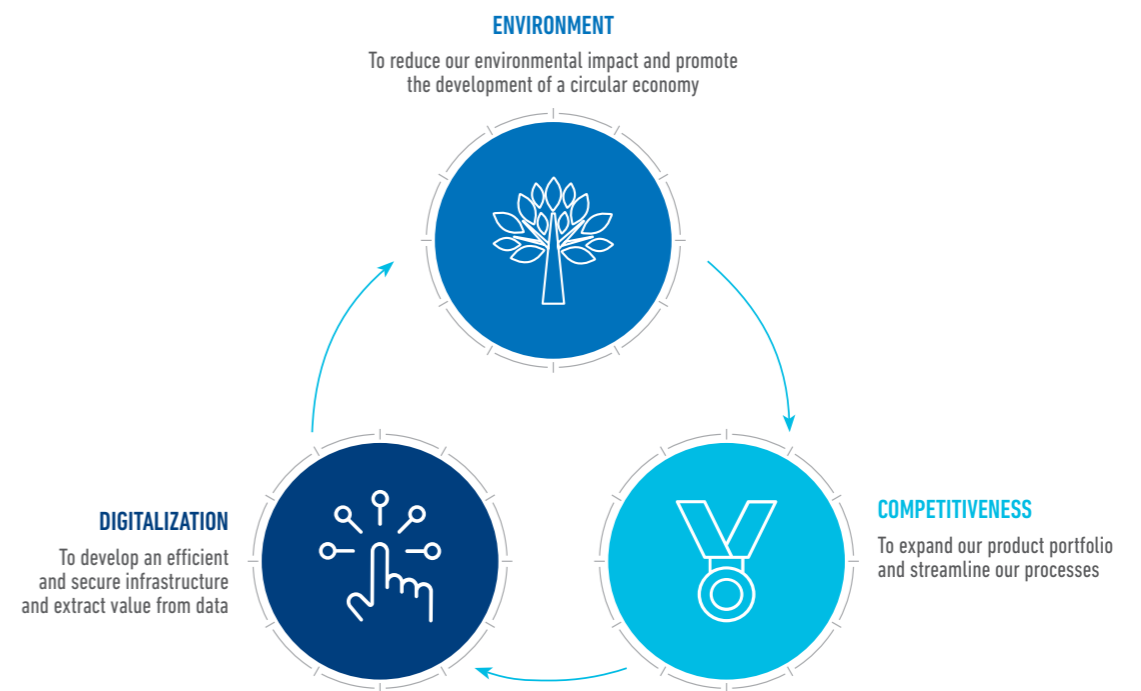 ENVIRONMENT
To reduce our environmental impact and promote
the development of a circular economy
DIGITALIZATION
To develop an efficient
and secure infrastructure
and extract value from data
COMPETITIVENESS
To expand our product portfolio
and streamline our processes